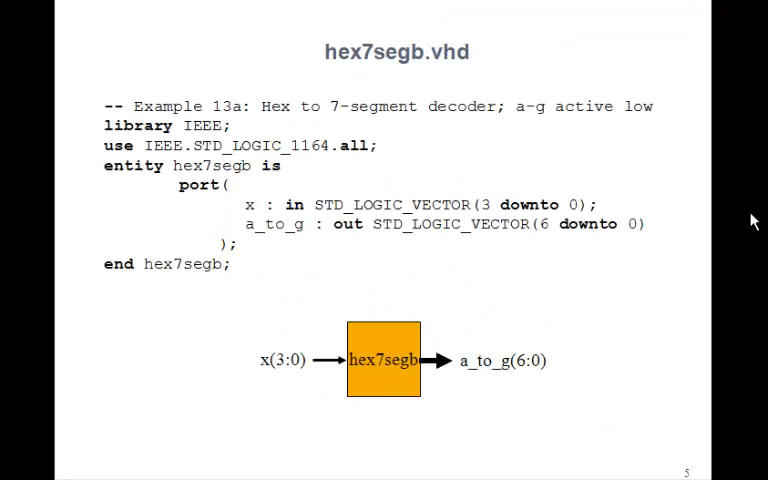 hex7segb.vhd
-- Example 13a: Hex to 7-segment decoder; a-g active low
library IEEE;
use IEEE.STD_LOGIC_1164.all;
entity hex7segb is
port(
x : in STD_LOGIC_VECTOR(3 downto 0);
a_to_g : out STD_LOGIC_VECTOR(6 downto 0)
);
end hex7segb;
x(3:0) hex7segb a_to_g(6:0)
5